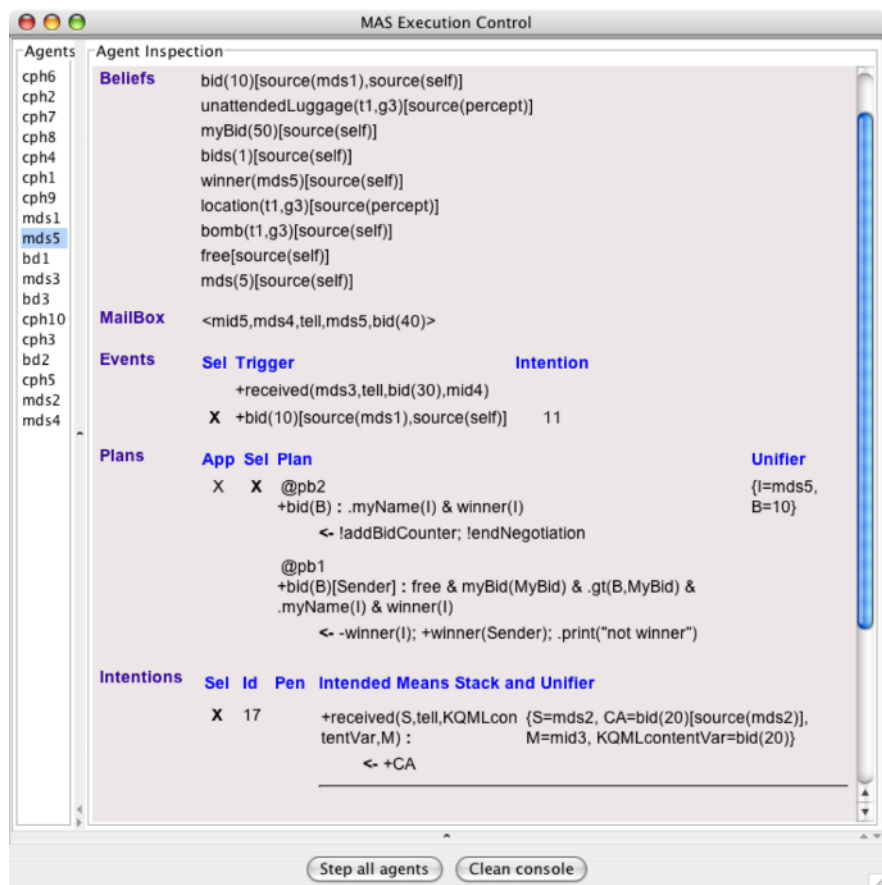 MAS Execution Control
Agents
cph6
cph2
cph7
cph8
cph4
cph1
cph9
mds1
mds5
bd1
mds3
bd3
cph10
cph3
bd2
cph5
mds2
mds4
Agent Inspection
Beliefs
bid(10)[source(mds1),source(self)]
unattendedLuggage(t1,g3)[source(percept)]
myBid(50)[source(self)]
bids(1)[source(self)]
winner(mds5)[source(self)]
location(t1,g3)[source(percept)]
bomb(t1,g3)[source(self)]
free[source(self)]
mds(5)[source(self)]
MailBox <mid5,mds4,tell,mds5,bid(40)>
Events Sel Trigger Intention
+received(mds3,tell,bid(30),mid4)
X +bid(10)[source(mds1),source(self)] 11
Plans App Sel Plan Unifier
X X @pb2 {I=mds5,
+bid(B) : .myName(I) & winner(I) B=10}
<- !addBidCounter; !endNegotiation
@pb1
+bid(B)[Sender] : free & myBid(MyBid) & .gt(B,MyBid) &
.myName(I) & winner(I)
<- -winner(I); +winner(Sender); .print("not winner")
Intentions Sel Id Pen Intended Means Stack and Unifier
X 17 +received(S,tell,KQMLcon {S=mds2, CA=bid(20)[source(mds2)],
tentVar,M) : M=mid3, KQMLcontentVar=bid(20)}
<- +CA
Step all agents Clean console